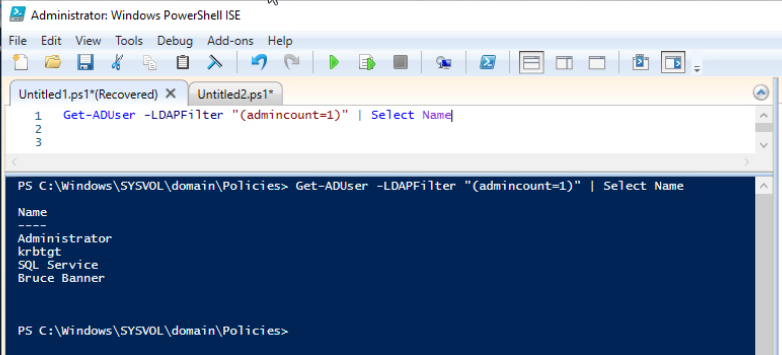 Administrator: Windows PowerShell ISE
File Edit View Tools Debug Add-ons Help
Untitled1.ps1*(Recovered) X Untitled2.ps1*
1 Get-ADUser -LDAPFilter "(admincount=1)" | Select Name
2
3
PS C:\Windows\SYSVOL\domain\Policies> Get-ADUser -LDAPFilter "(admincount=1)" | Select Name
Name
----
Administrator
krbtgt
SQL Service
Bruce Banner
PS C:\Windows\SYSVOL\domain\Policies>